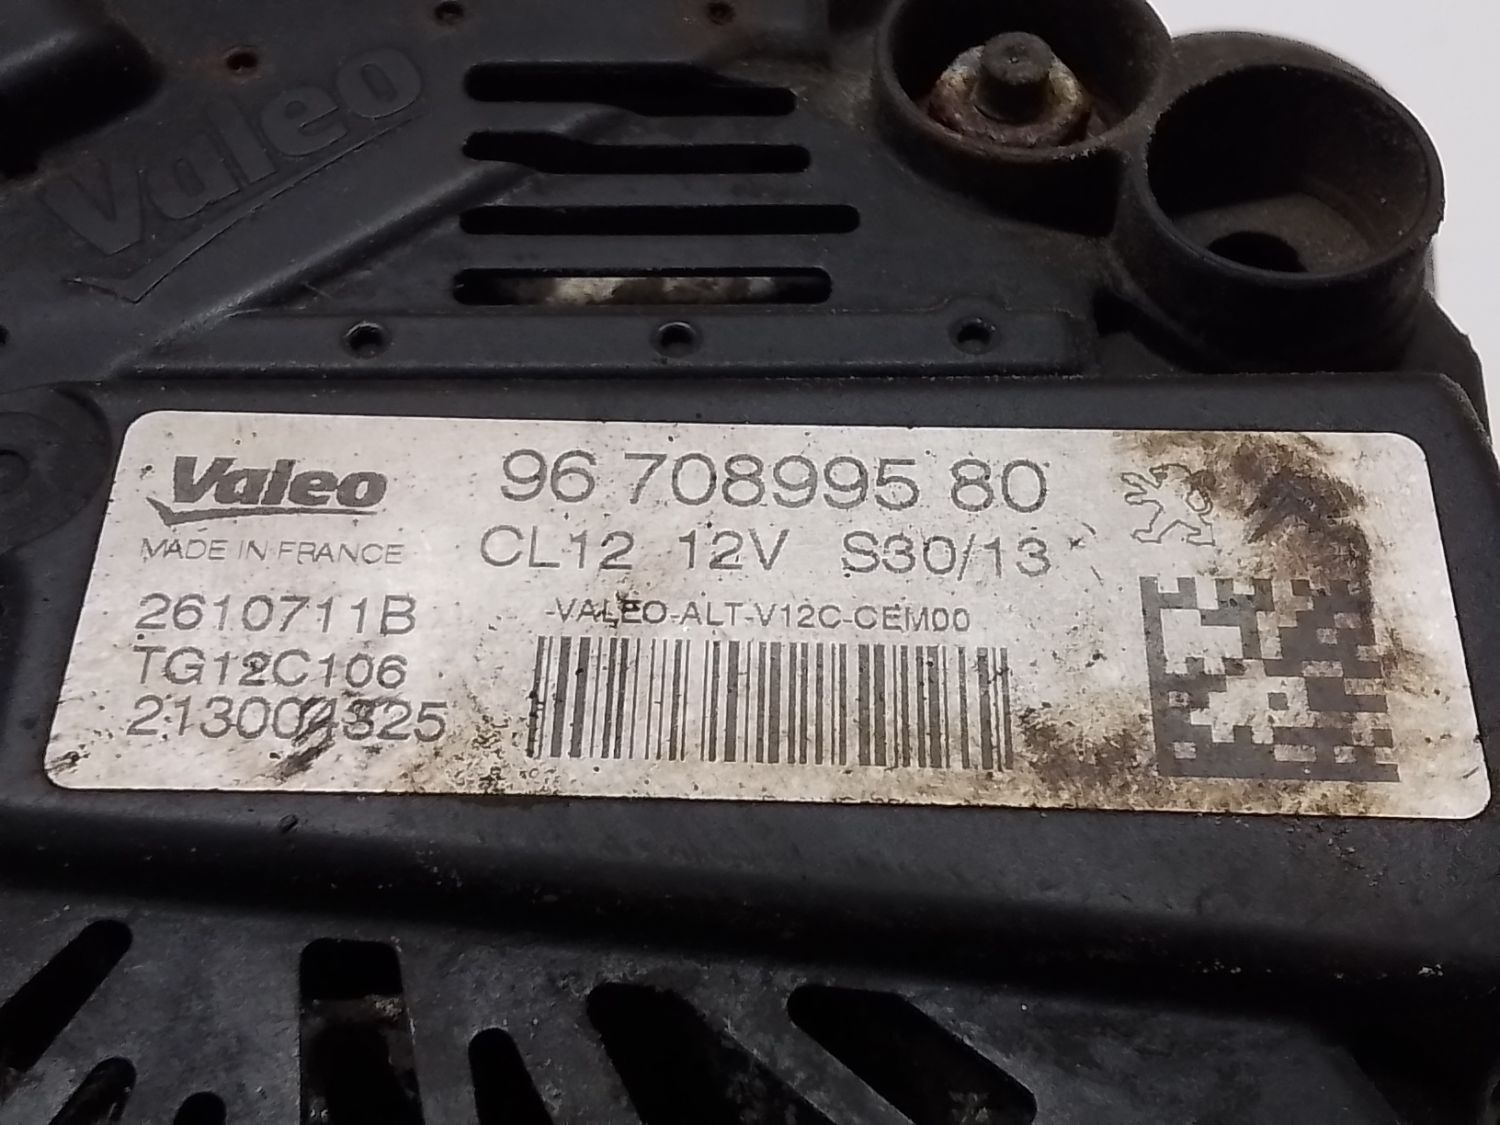 Valeo
Valeo
96 708995 80
MADE IN FRANCE
CL12 12V S30/13
2610711B
-VALEO-ALT-V12C-CEM00
TG12C106